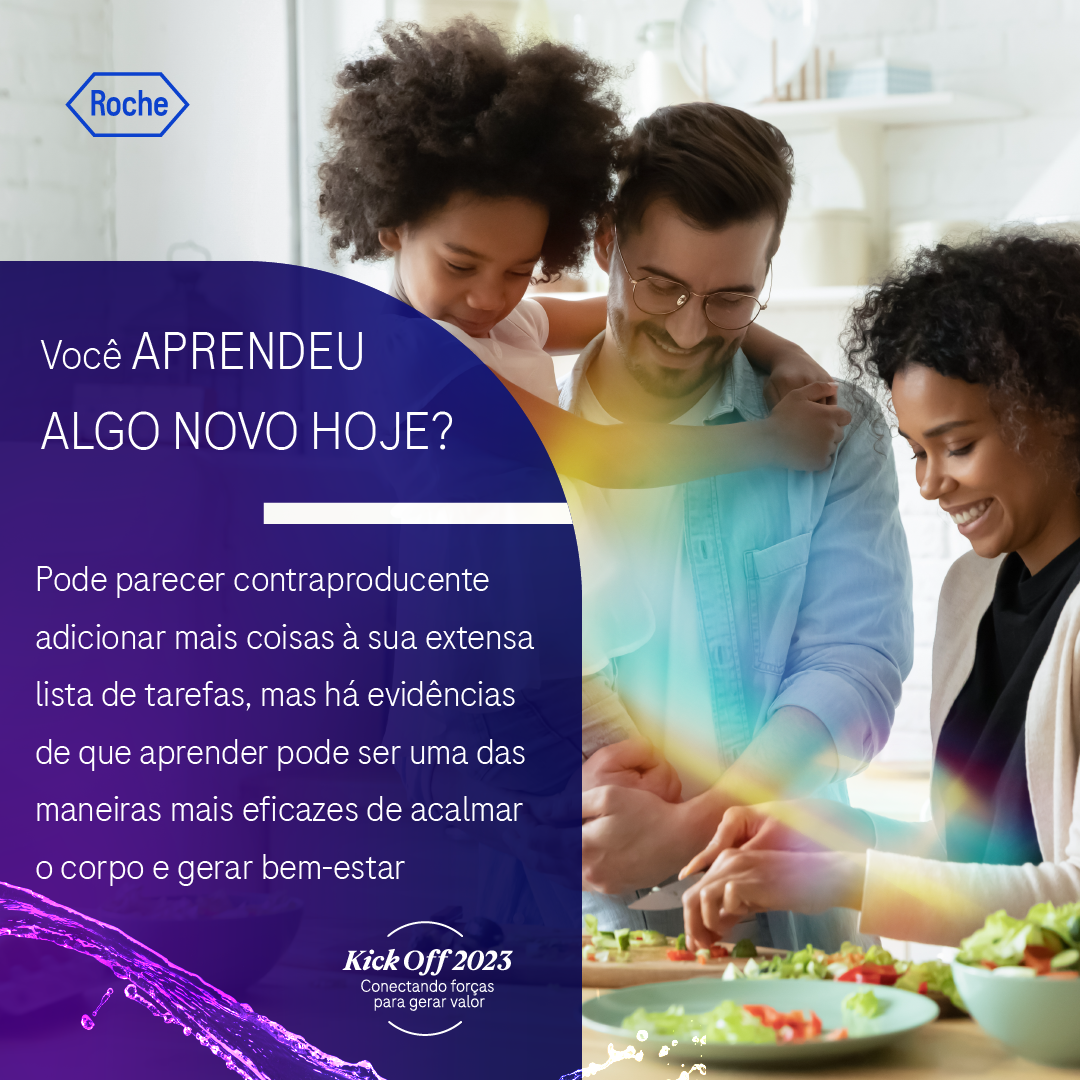 Roche
Você APRENDEU
ALGO NOVO HOJE?
Pode parecer contraproducente
adicionar mais coisas à sua extensa
lista de tarefas, mas há evidências
de que aprender pode ser uma das
maneiras mais eficazes de acalmar
o corpo e gerar bem-estar
Kick Off 2023
Conectando forças
para gerar valor